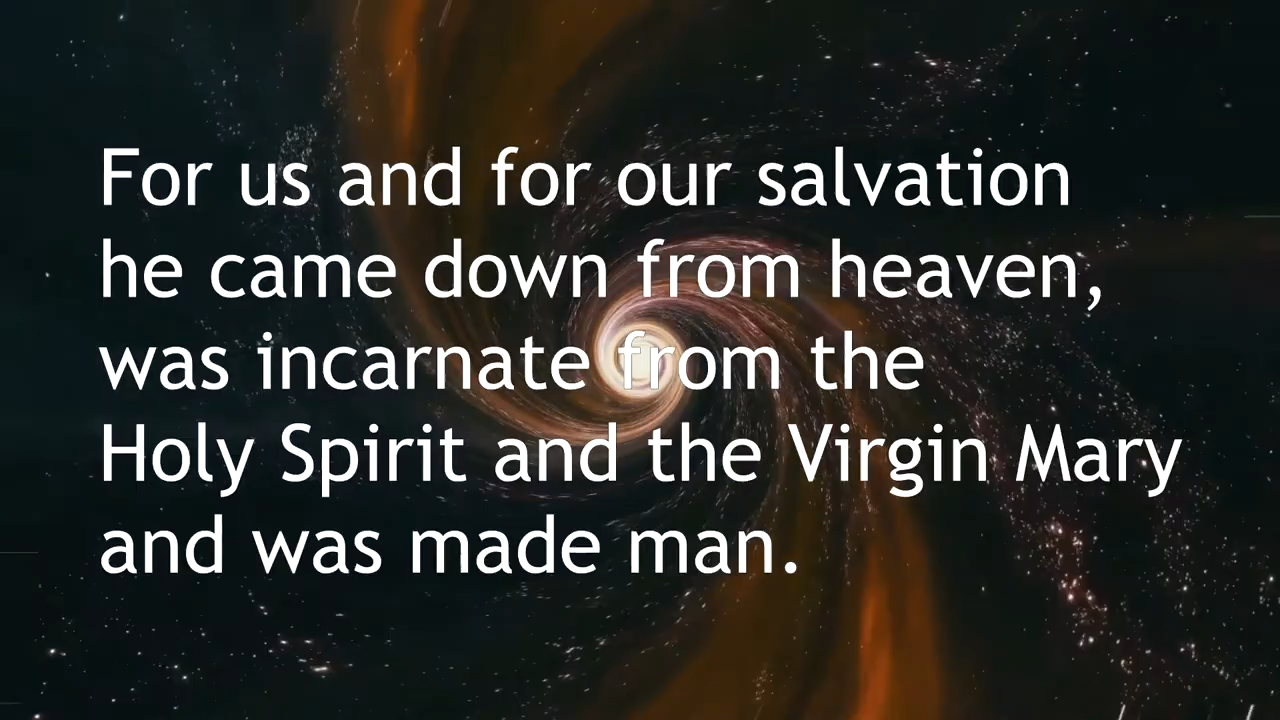 For us and for our salvation
he came down from heaven,
was incarnate from the
Holy Spirit and the Virgin Mary
and was made man.